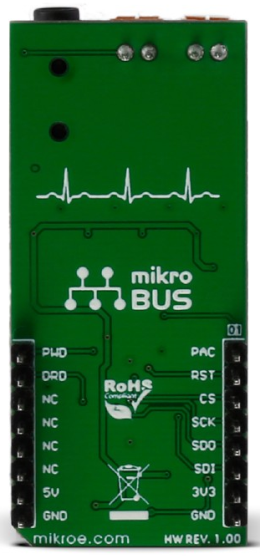 mikro
BUS
01
PWD PAC
DRD RST
RoHS
Compliant
NC CS
NC SCK
NC SDO
NC SDI
5V 3V3
GND GND
mikroe.com HW REV. 1.00